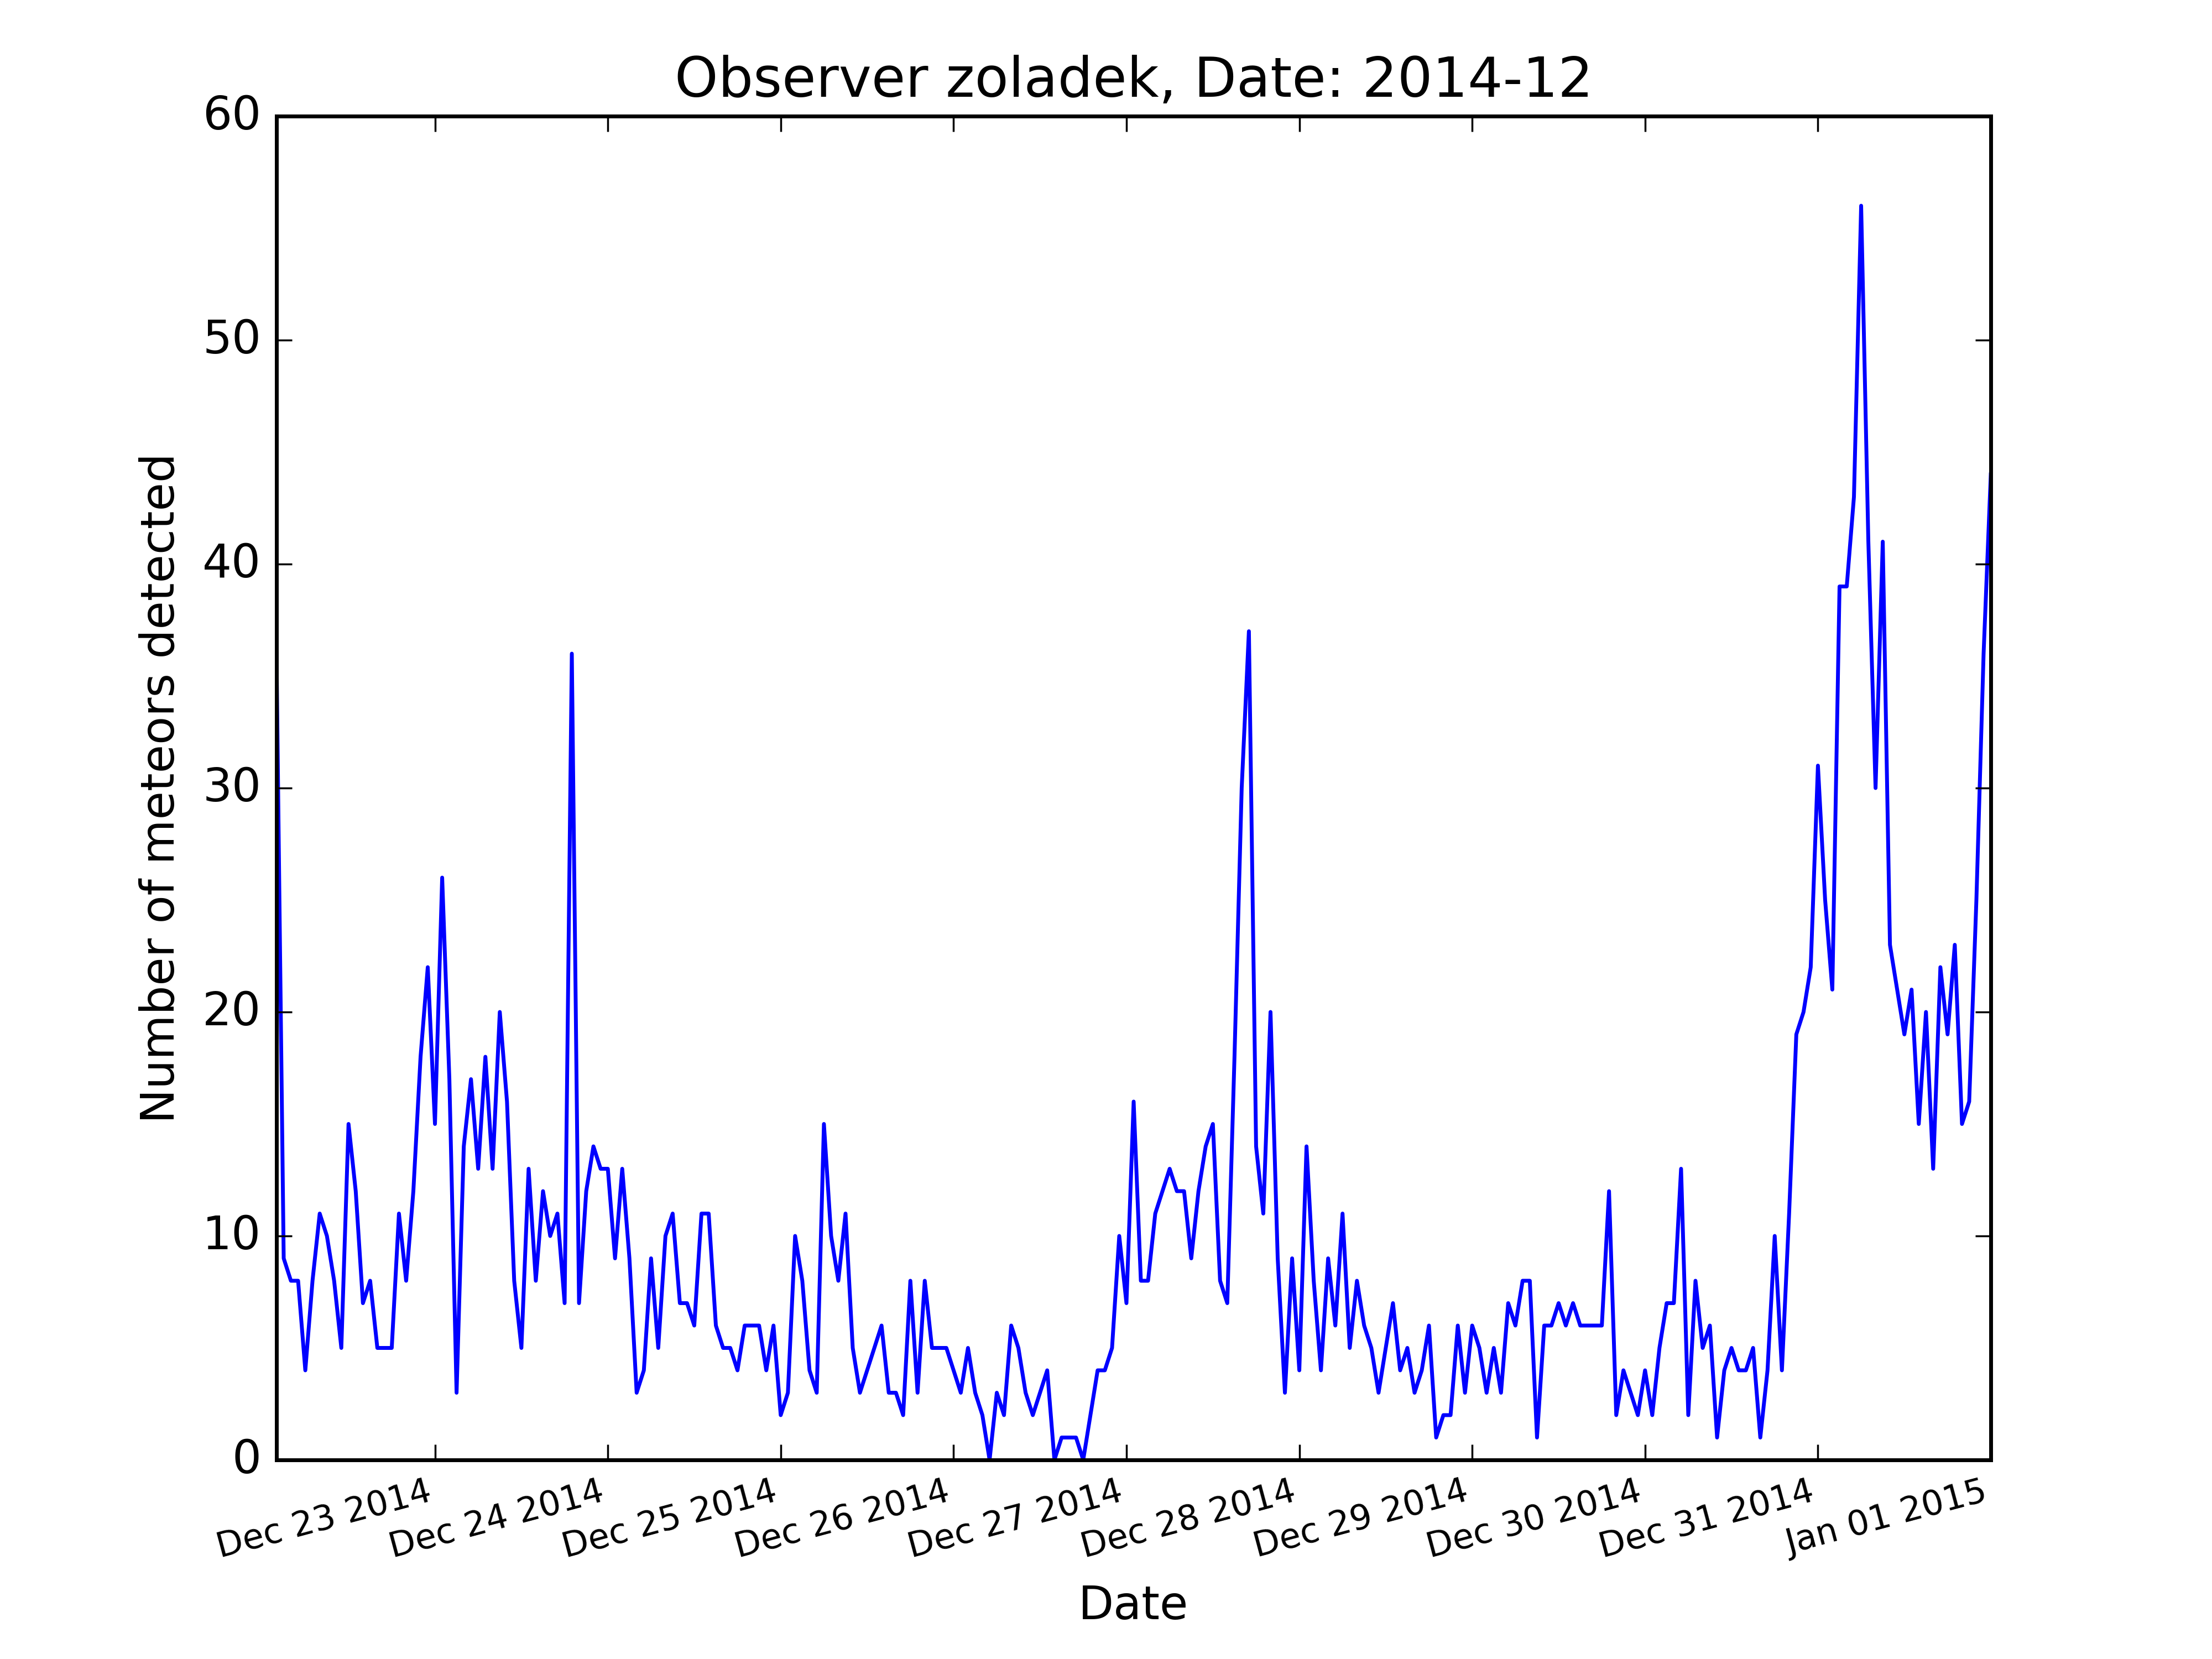 Observer zoladek, Date: 2014-12
60
50
40
30
20
10
0
Number of meteors detected
Dec 23 2014
Dec 24 2014
Dec 25 2014
Dec 26 2014
Dec 27 2014
Dec 28 2014
Dec 29 2014
Dec 30 2014
Dec 31 2014
Jan 01 2015
Date